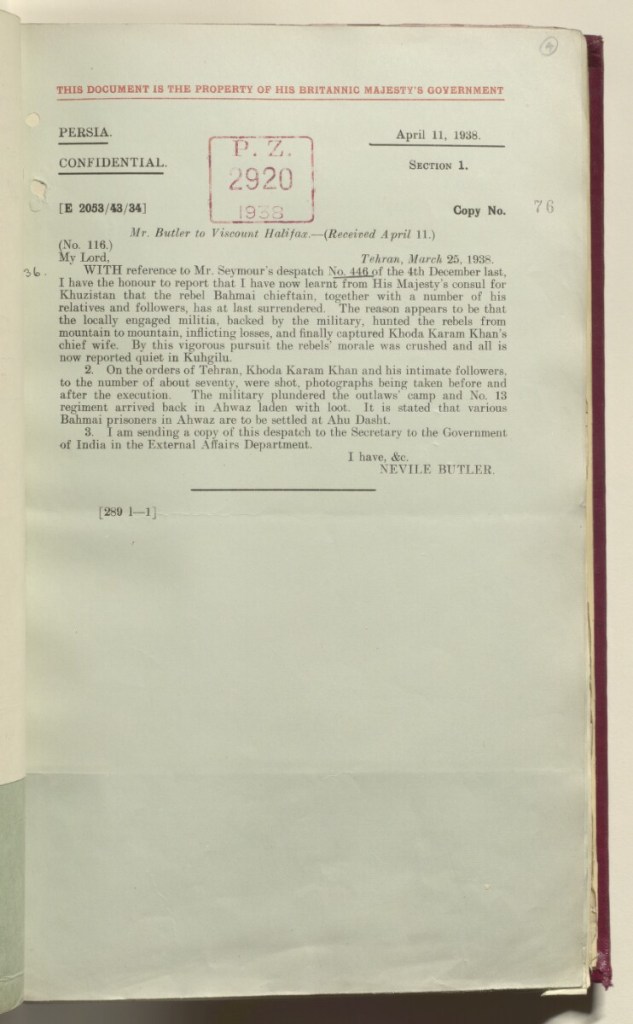 4
THIS DOCUMENT IS THE PROPERTY OF HIS BRITANNIC MAJESTY'S GOVERNMENT
PERSIA.
April 11, 1938.
CONFIDENTIAL.
SECTION 1.
P. Z.
2920
1938
[E 2053/43/34]
Copy No. 76
Mr. Butler to Viscount Halifax.—(Received April 11.)
(No. 116.)
My Lord, Tehran, March 25, 1938.
36.
WITH reference to Mr. Seymour's despatch No. 446 of the 4th December last,
I have the honour to report that I have now learnt from His Majesty's consul for
Khuzistan that the rebel Bahmai chieftain, together with a number of his
relatives and followers, has at last surrendered. The reason appears to be that
the locally engaged militia, backed by the military, hunted the rebels from
mountain to mountain, inflicting losses, and finally captured Khoda Karam Khan's
chief wife. By this vigorous pursuit the rebels' morale was crushed and all is
now reported quiet in Kuhgilu.
2. On the orders of Tehran, Khoda Karam Khan and his intimate followers,
to the number of about seventy, were shot, photographs being taken before and
after the execution. The military plundered the outlaws' camp and No. 13
regiment arrived back in Ahwaz laden with loot. It is stated that various
Bahmai prisoners in Ahwaz are to be settled at Ahu Dasht.
3. I am sending a copy of this despatch to the Secretary to the Government
of India in the External Affairs Department.
I have, &c.
NEVILE BUTLER.
[289 l—1]